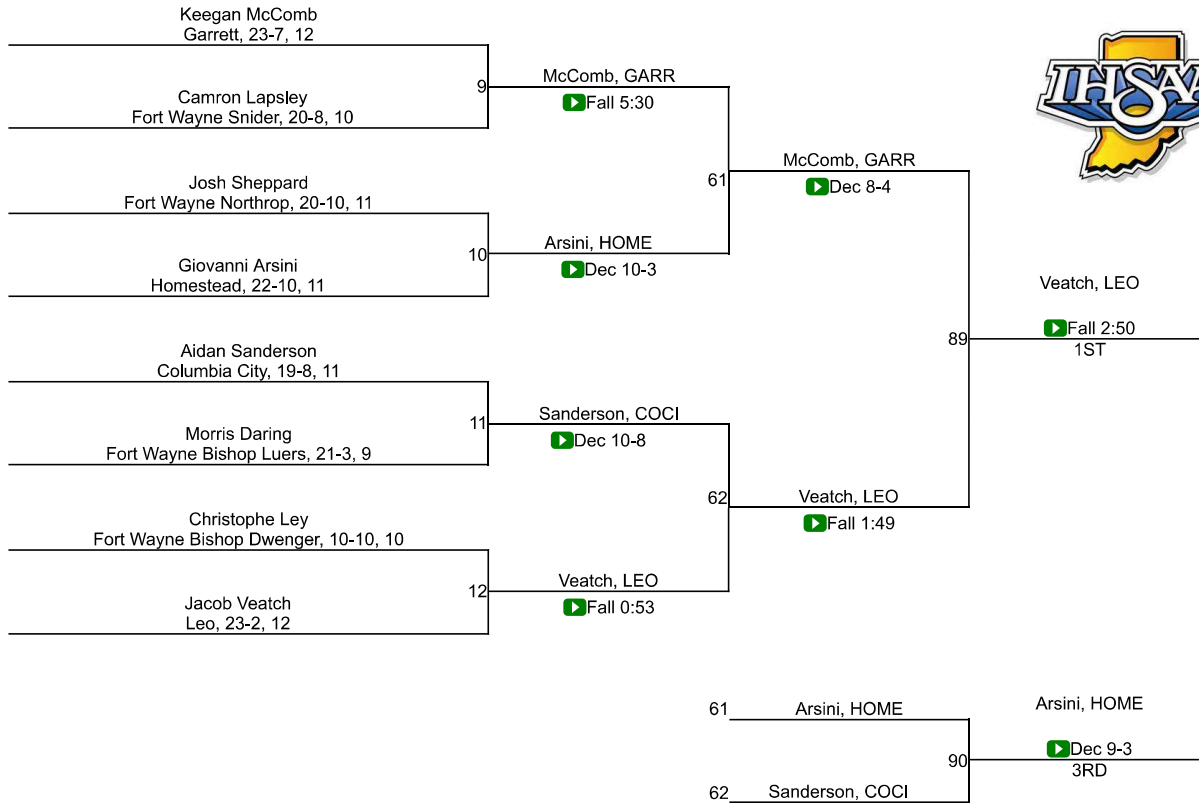 Keegan McComb
Garrett, 23-7, 12
9
McComb, GARR
Fall 5:30
Camron Lapsley
Fort Wayne Snider, 20-8, 10
61
McComb, GARR
Dec 8-4
Josh Sheppard
Fort Wayne Northrop, 20-10, 11
10
Arsini, HOME
Dec 10-3
Giovanni Arsini
Homestead, 22-10, 11
89
Veatch, LEO
Fall 2:50
1ST
Aidan Sanderson
Columbia City, 19-8, 11
11
Sanderson, COCI
Dec 10-8
Morris Daring
Fort Wayne Bishop Luers, 21-3, 9
62
Veatch, LEO
Fall 1:49
Christophe Ley
Fort Wayne Bishop Dwenger, 10-10, 10
12
Veatch, LEO
Fall 0:53
Jacob Veatch
Leo, 23-2, 12
61
Arsini, HOME
90
Arsini, HOME
Dec 9-3
3RD
62
Sanderson, COCI
IHSAA